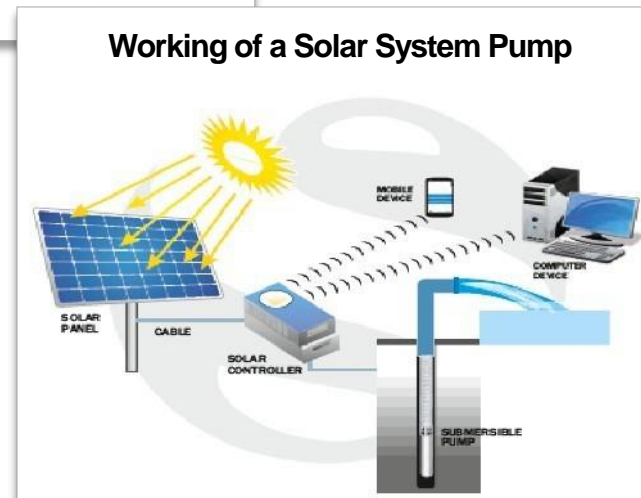 Working of a Solar System Pump
MOBILE
DEVICE
COMPUTER
DEVICE
SOLAR
PANEL
CABLE
SOLAR
CONTROLLER
SUBMERSIBLE
PUMP